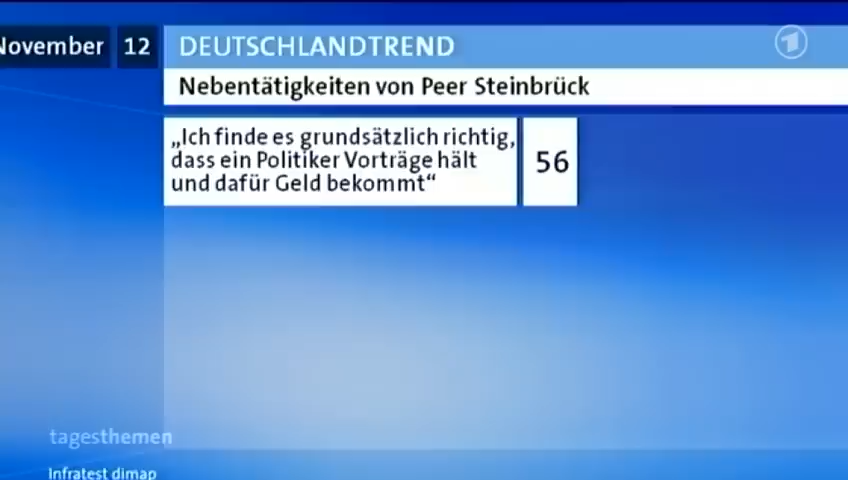 November 12 DEUTSCHLANDTREND 1
Nebentätigkeiten von Peer Steinbrück
„Ich finde es grundsätzlich richtig,
dass ein Politiker Vorträge hält
und dafür Geld bekommt“
56
tagesthemen
Infratest dimap